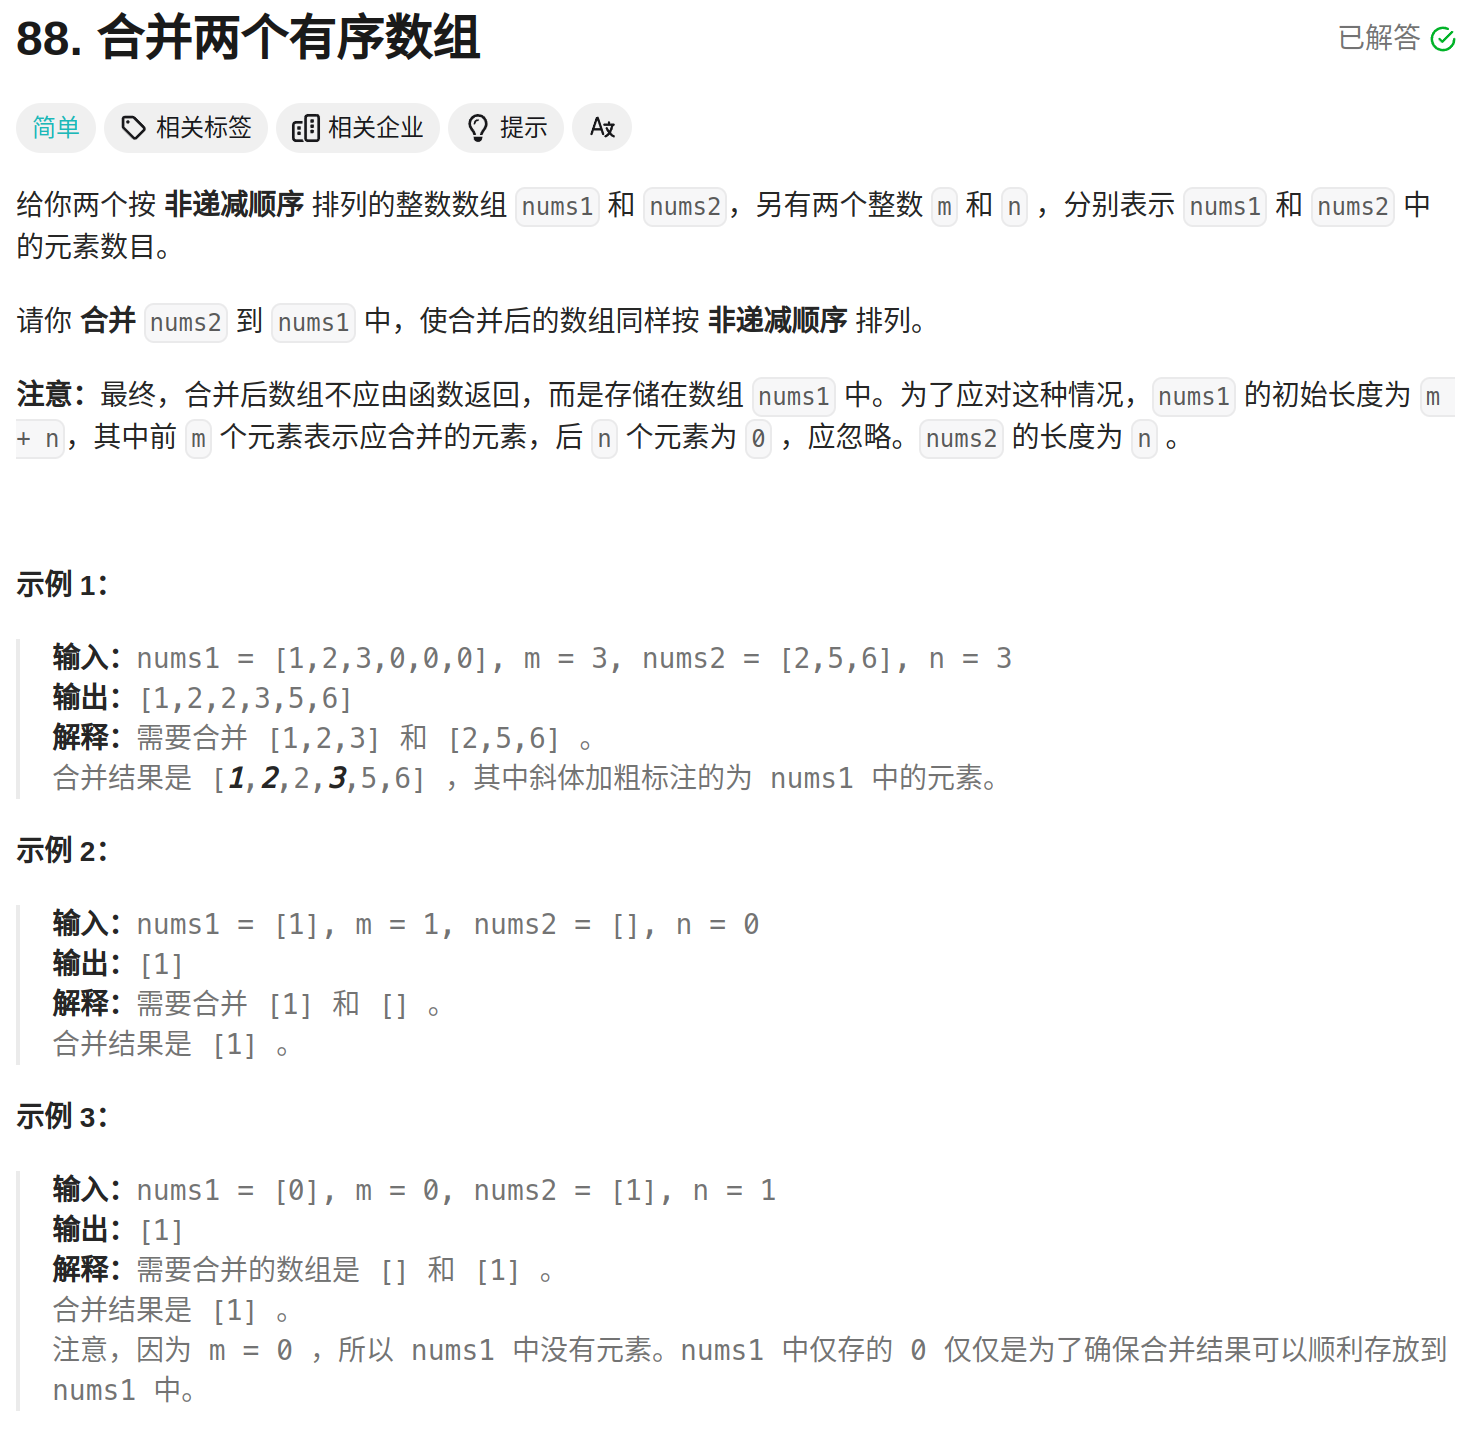 88. 合并两个有序数组
已解答
简单 相关标签 相关企业 提示
给你两个按 非递减顺序 排列的整数数组 nums1 和 nums2，另有两个整数 m 和 n ，分别表示 nums1 和 nums2 中
的元素数目。
请你 合并 nums2 到 nums1 中，使合并后的数组同样按 非递减顺序 排列。
注意：最终，合并后数组不应由函数返回，而是存储在数组 nums1 中。为了应对这种情况，nums1 的初始长度为 m
+ n，其中前 m 个元素表示应合并的元素，后 n 个元素为 0 ，应忽略。nums2 的长度为 n 。
示例 1：
输入：nums1 = [1,2,3,0,0,0], m = 3, nums2 = [2,5,6], n = 3
输出：[1,2,2,3,5,6]
解释：需要合并 [1,2,3] 和 [2,5,6] 。
合并结果是 [1,2,2,3,5,6] ，其中斜体加粗标注的为 nums1 中的元素。
示例 2：
输入：nums1 = [1], m = 1, nums2 = [], n = 0
输出：[1]
解释：需要合并 [1] 和 [] 。
合并结果是 [1] 。
示例 3：
输入：nums1 = [0], m = 0, nums2 = [1], n = 1
输出：[1]
解释：需要合并的数组是 [] 和 [1] 。
合并结果是 [1] 。
注意，因为 m = 0 ，所以 nums1 中没有元素。nums1 中仅存的 0 仅仅是为了确保合并结果可以顺利存放到
nums1 中。